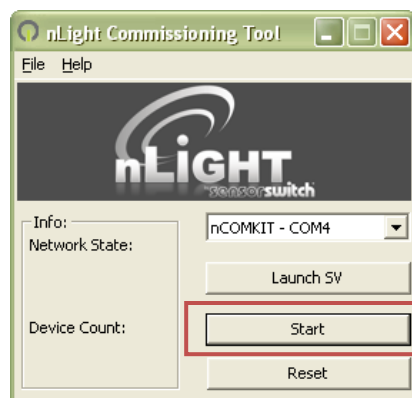 nLight Commissioning Tool
File Help
nLIGHT
sensorswitch
Info:
Network State:
nCOMKIT - COM4
Launch SV
Device Count:
Start
Reset